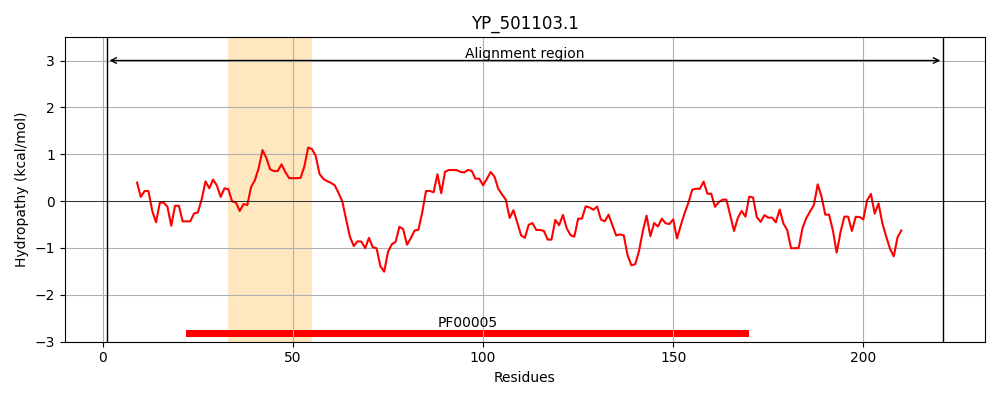 YP_501103.1
Alignment region
3
2
1
0
−1
−2
−3
Hydropathy (kcal/mol)
PF00005
0
50
100
150
200
Residues